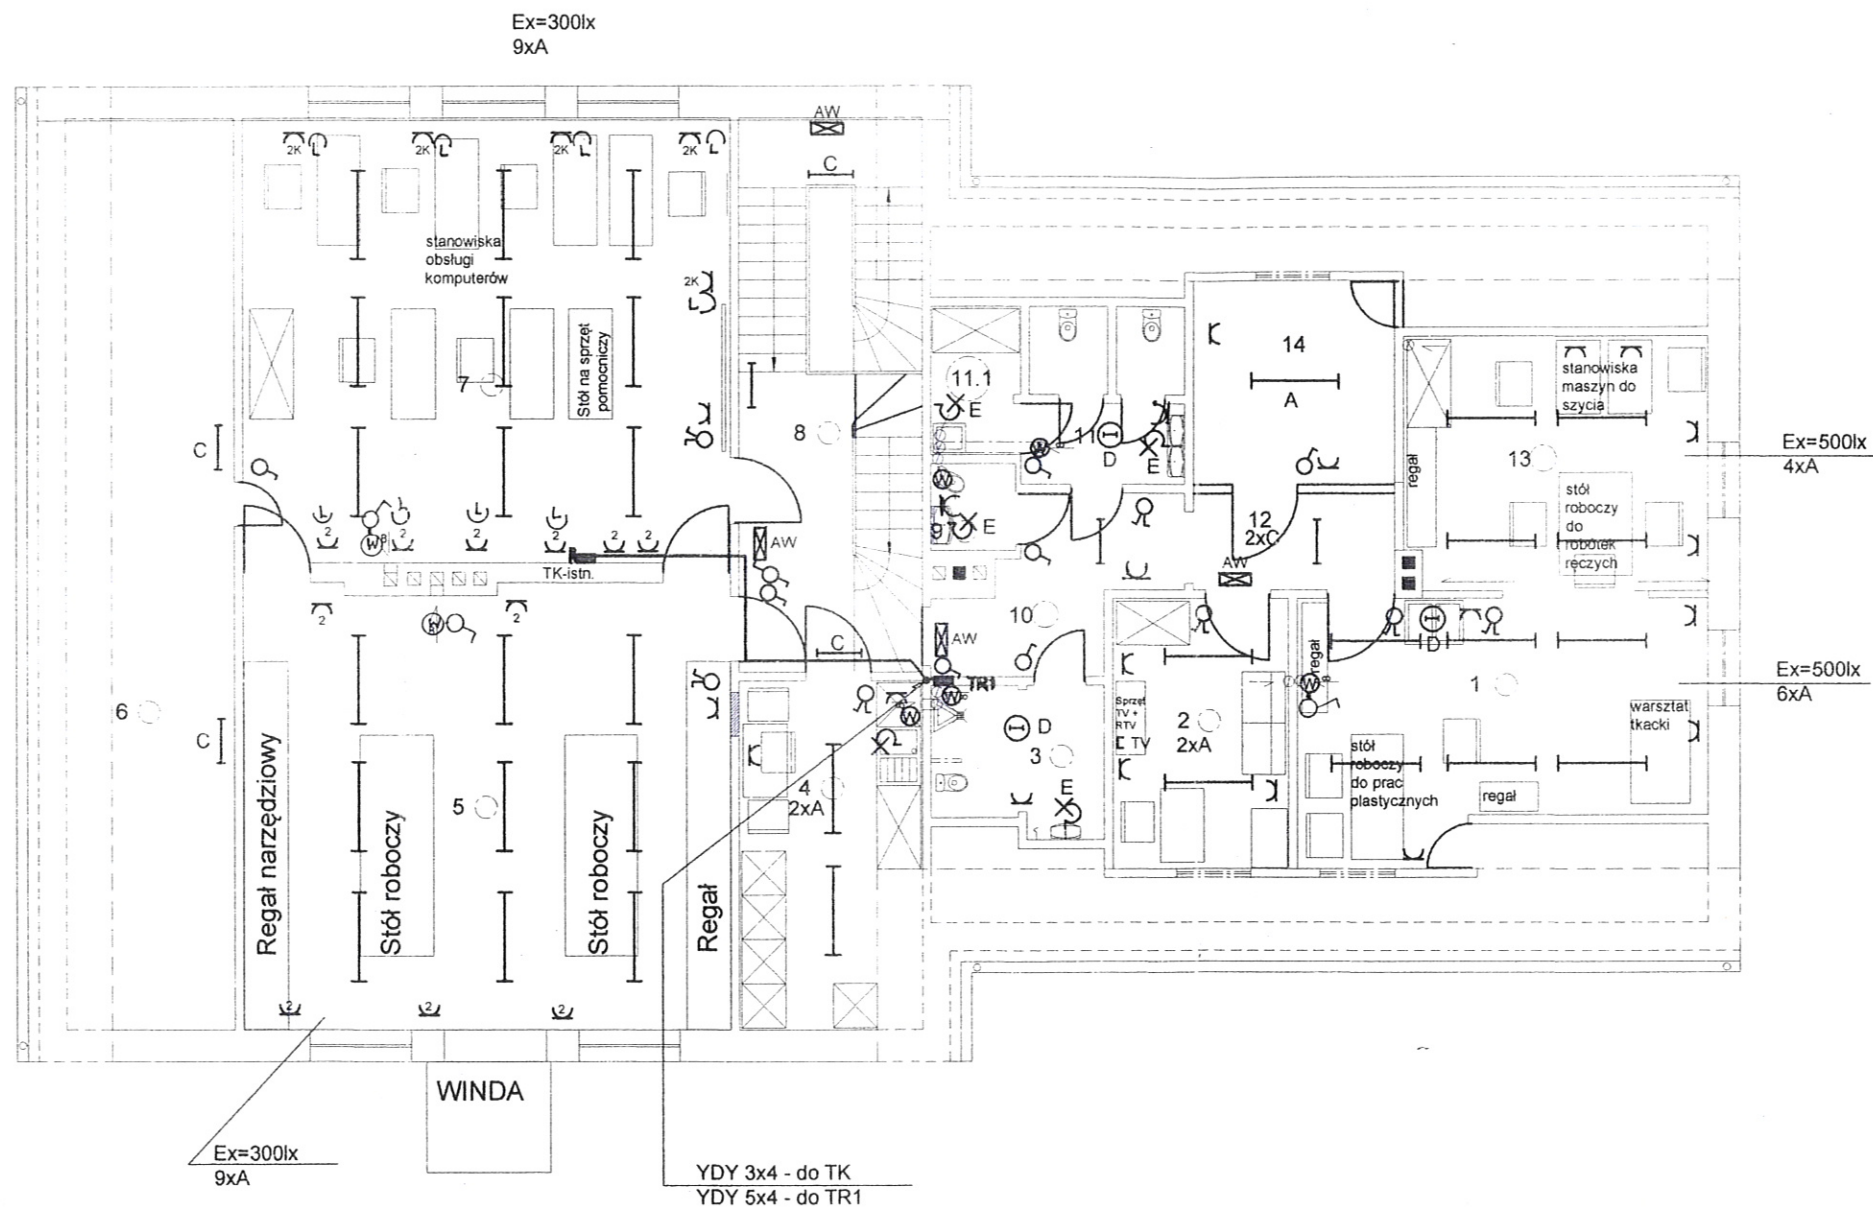 Ex=300lx
9xA
AW
C
2K
L
2K
L
2K
L
2K
L
stanowiska
obsługi
komputerów
2K
L
Stół na sprzęt
pomocniczy
7
8
C
11.1
E
11
D
E
14
A
stanowiska
maszyn do
szycia
13
regał
stół
roboczy
do
robótek
ręczych
Ex=500lx
4xA
L
2
W
L
2
L
2
L
2
2
2
TK-istn.
AW
W
W
9
E
12
2xC
AW
10
AW
C
TR1
W
W
D
3
E
2
W
2
6
C
5
Regał narzędziowy
Stół roboczy
Stół roboczy
Regał
4
2xA
Sprzęt
TV +
RTV
TV
2
2xA
regał
W
D
1
Ex=500lx
6xA
warsztat
tkacki
stół
roboczy
do prac
plastycznych
regał
2
2
2
WINDA
Ex=300lx
9xA
YDY 3x4 - do TK
YDY 5x4 - do TR1